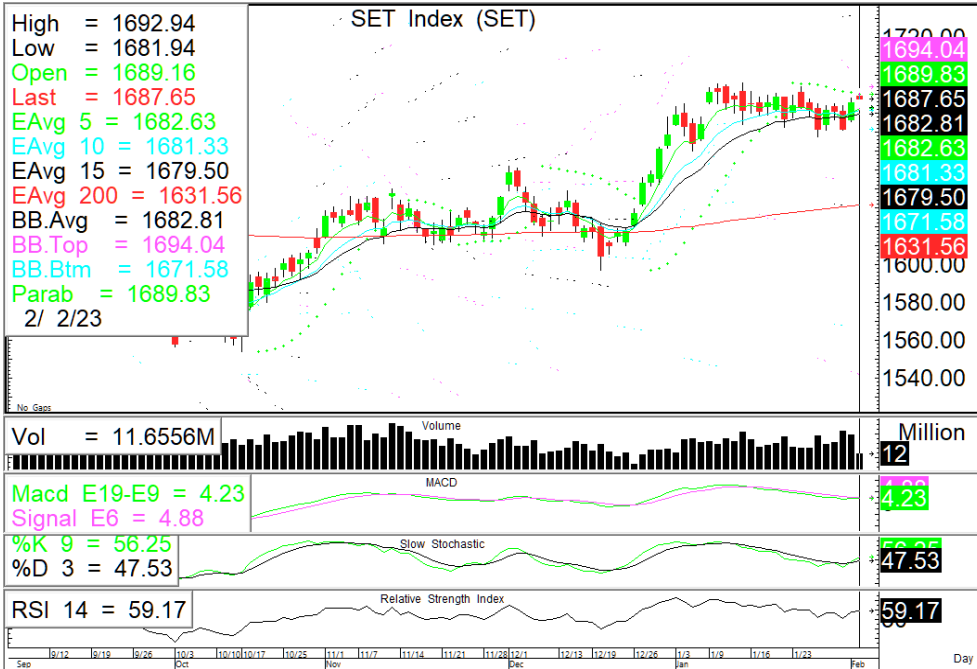 SET Index (SET)
High = 1692.94
Low = 1681.94
Open = 1689.16
Last = 1687.65
EAvg 5 = 1682.63
EAvg 10 = 1681.33
EAvg 15 = 1679.50
EAvg 200 = 1631.56
BB.Avg = 1682.81
BB.Top = 1694.04
BB.Btm = 1671.58
Parab = 1689.83
2/ 2/23
1720.00
1694.04
1689.83
1687.65
1682.81
1682.63
1681.33
1679.50
1671.58
1631.56
1600.00
1580.00
1560.00
1540.00
No Gaps
Volume
Vol = 11.6556M
Million
12
MACD
Macd E19-E9 = 4.23
Signal E6 = 4.88
4.88
4.23
Slow Stochastic
%K 9 = 56.25
%D 3 = 47.53
56.25
47.53
Relative Strength Index
RSI 14 = 59.17
59.17
9/12 9/19 9/26 10/3 10/10 10/17 10/25 11/1 11/7 11/14 11/21 11/28 12/1 12/13 12/19 12/26 1/3 1/9 1/16 1/23
Sep Oct Nov Dec Jan Feb Day